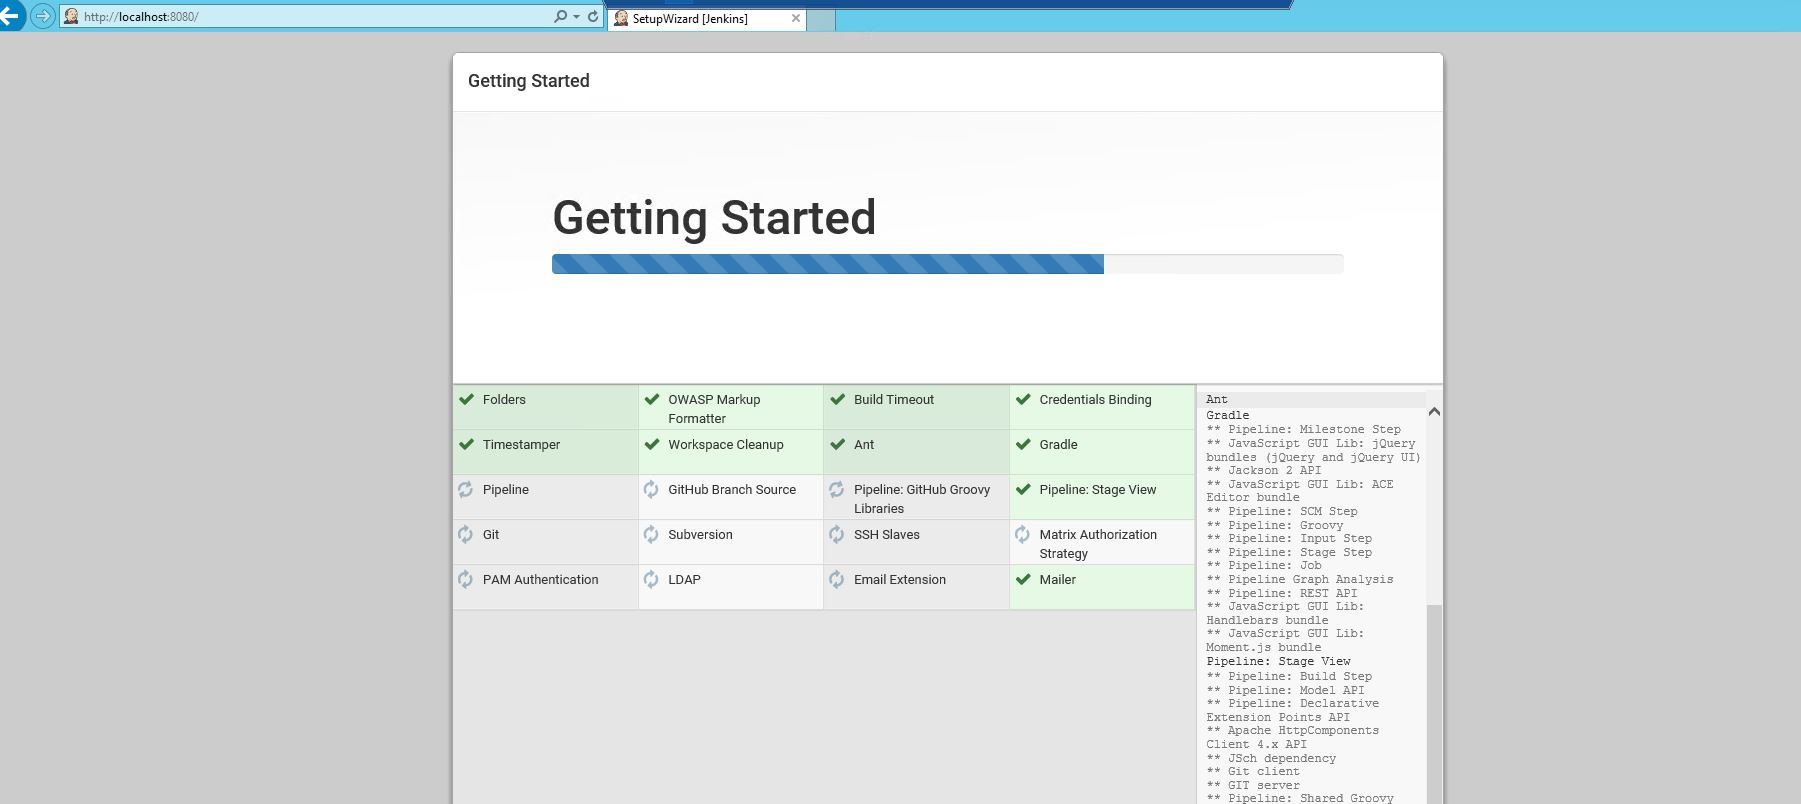 http://localhost:8080/
SetupWizard [Jenkins]
Getting Started
Getting Started
Folders
OWASP Markup
Formatter
Build Timeout
Credentials Binding
Timestamper
Workspace Cleanup
Ant
Gradle
Pipeline
GitHub Branch Source
Pipeline: GitHub Groovy
Libraries
Pipeline: Stage View
Git
Subversion
SSH Slaves
Matrix Authorization
Strategy
PAM Authentication
LDAP
Email Extension
Mailer
Ant
Gradle
** Pipeline: Milestone Step
** JavaScript GUI Lib: jQuery
bundles (jQuery and jQuery UI)
** Jackson 2 API
** JavaScript GUI Lib: ACE
Editor bundle
** Pipeline: SCM Step
** Pipeline: Groovy
** Pipeline: Input Step
** Pipeline: Stage Step
** Pipeline: Job
** Pipeline Graph Analysis
** Pipeline: REST API
** JavaScript GUI Lib:
Handlebars bundle
** JavaScript GUI Lib:
Moment.js bundle
Pipeline: Stage View
** Pipeline: Build Step
** Pipeline: Model API
** Pipeline: Declarative
Extension Points API
** Apache HttpComponents
Client 4.x API
** JSch dependency
** Git client
** GIT server
** Pipeline: Shared Groovy